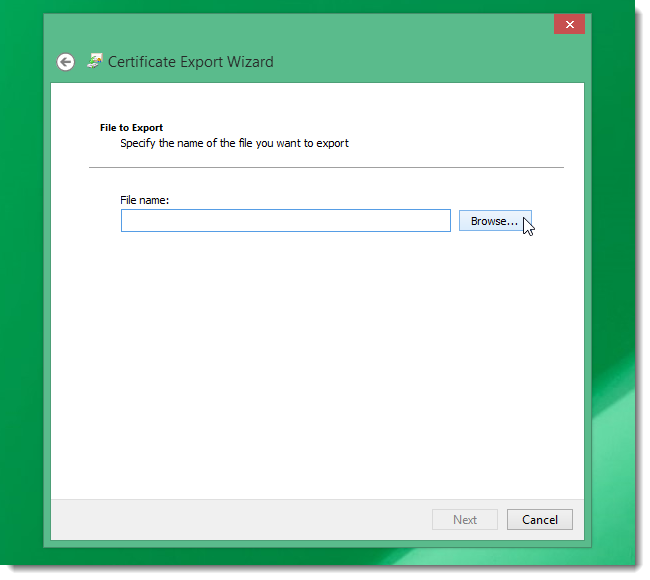 Certificate Export Wizard
File to Export
Specify the name of the file you want to export
File name:
Browse...
Next
Cancel